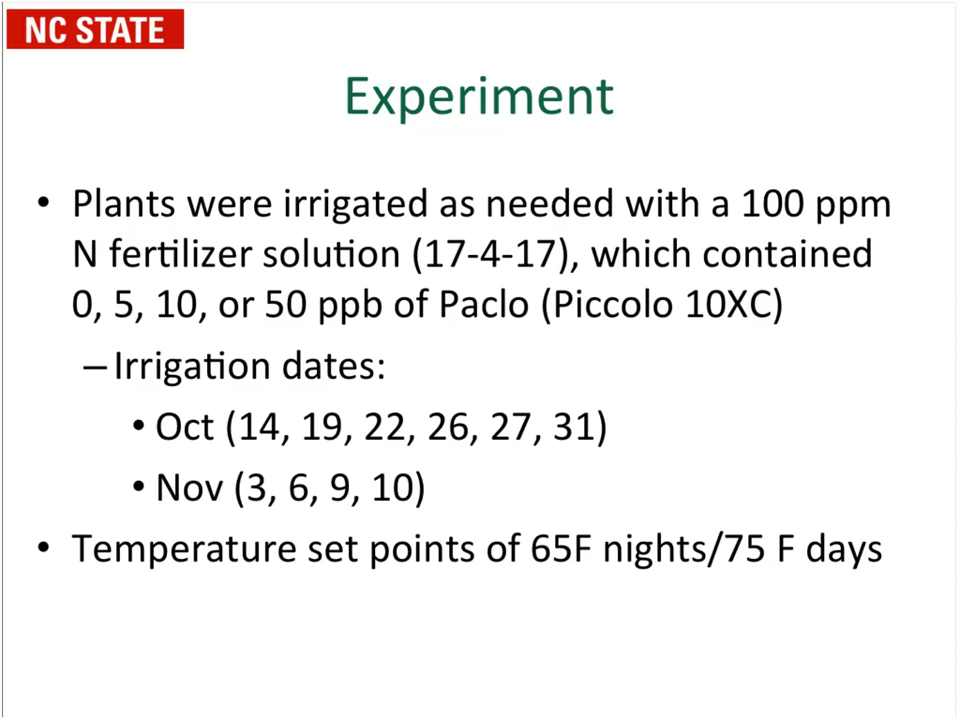 NC STATE
Experiment
• Plants were irrigated as needed with a 100 ppm
N fertilizer solution (17-4-17), which contained
0, 5, 10, or 50 ppb of Paclo (Piccolo 10XC)
– Irrigation dates:
• Oct (14, 19, 22, 26, 27, 31)
• Nov (3, 6, 9, 10)
• Temperature set points of 65F nights/75 F days